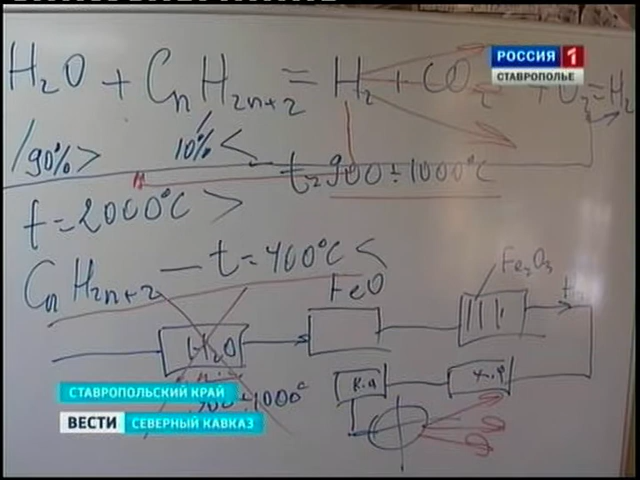 РОССИЯ 1
СТАВРОПОЛЬЕ
H₂O + CnH2n+2 = H₂ + CO₂ + O₂ = H₂
/90%> 10% <
t = 900÷1000°C
t = 2000°C >
CnH2n+2 — t = 400°C <
FeO
Fe₂O₃
H₂O
к.а
х.р
1000°
СТАВРОПОЛЬСКИЙ КРАЙ
ВЕСТИ СЕВЕРНЫЙ КАВКАЗ